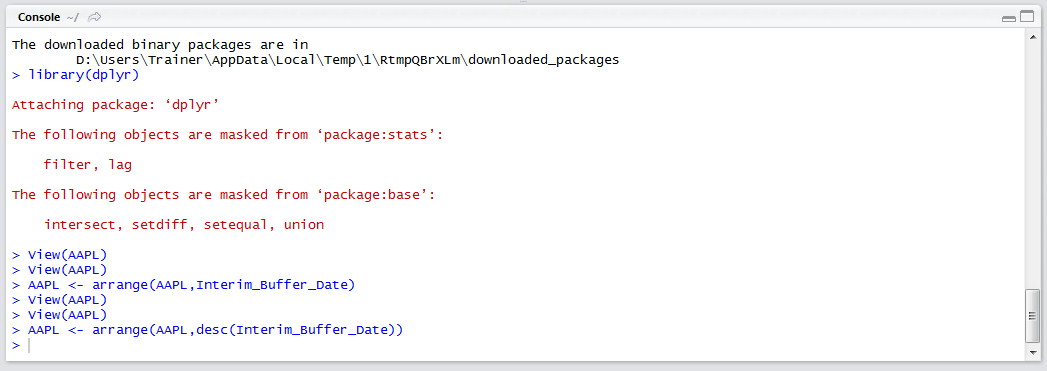 Console ~/
The downloaded binary packages are in
        D:\Users\Trainer\AppData\Local\Temp\1\RtmpQBrXLm\downloaded_packages
> library(dplyr)
Attaching package: ‘dplyr’
The following objects are masked from ‘package:stats’:
    filter, lag
The following objects are masked from ‘package:base’:
    intersect, setdiff, setequal, union
> View(AAPL)
> View(AAPL)
> AAPL <- arrange(AAPL,Interim_Buffer_Date)
> View(AAPL)
> View(AAPL)
> AAPL <- arrange(AAPL,desc(Interim_Buffer_Date))
>